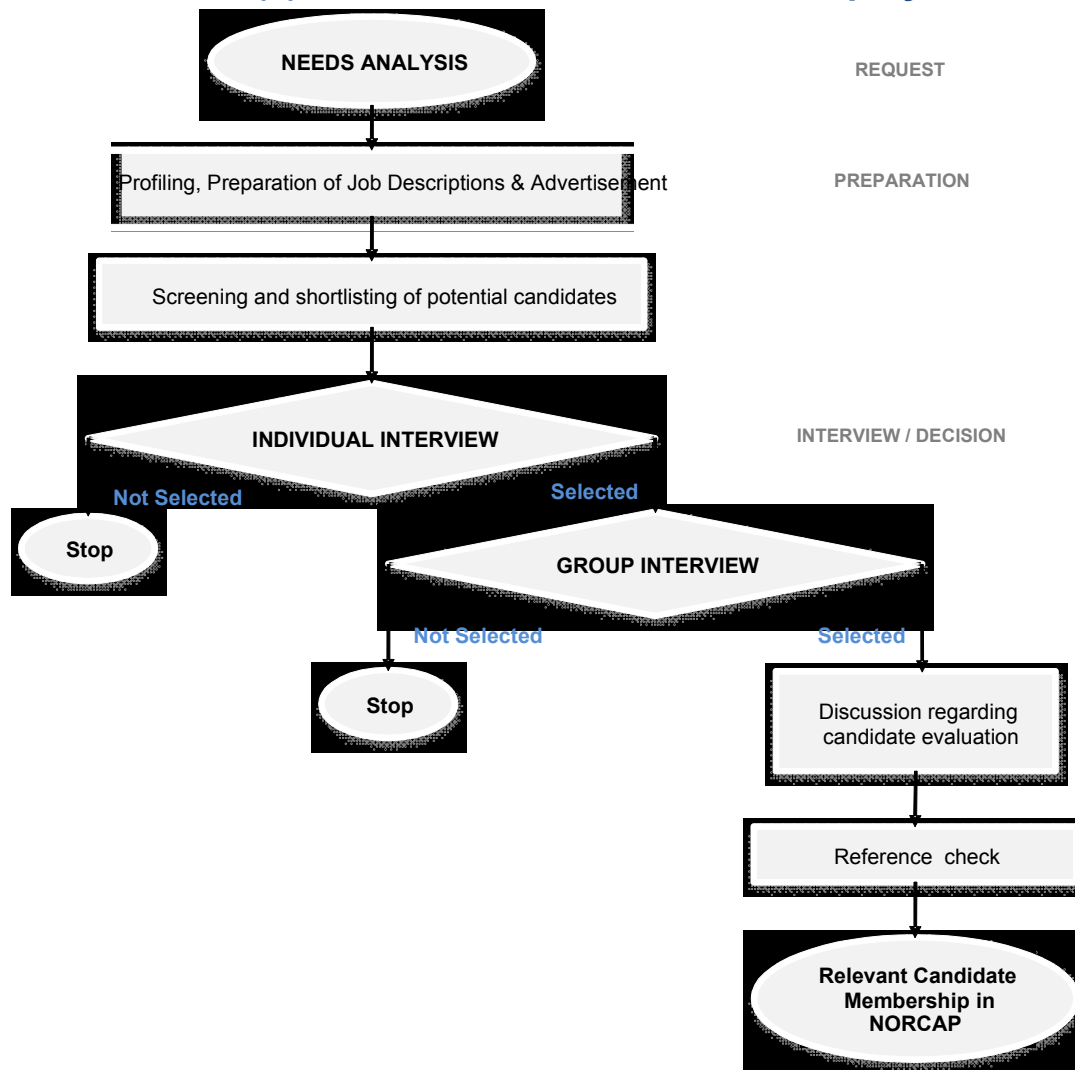 NEEDS ANALYSIS
REQUEST
Profiling, Preparation of Job Descriptions & Advertisement
PREPARATION
Screening and shortlisting of potential candidates
INDIVIDUAL INTERVIEW
INTERVIEW / DECISION
Not Selected
Selected
Stop
GROUP INTERVIEW
Not Selected
Selected
Stop
Discussion regarding
candidate evaluation
Reference check
Relevant Candidate
Membership in
NORCAP